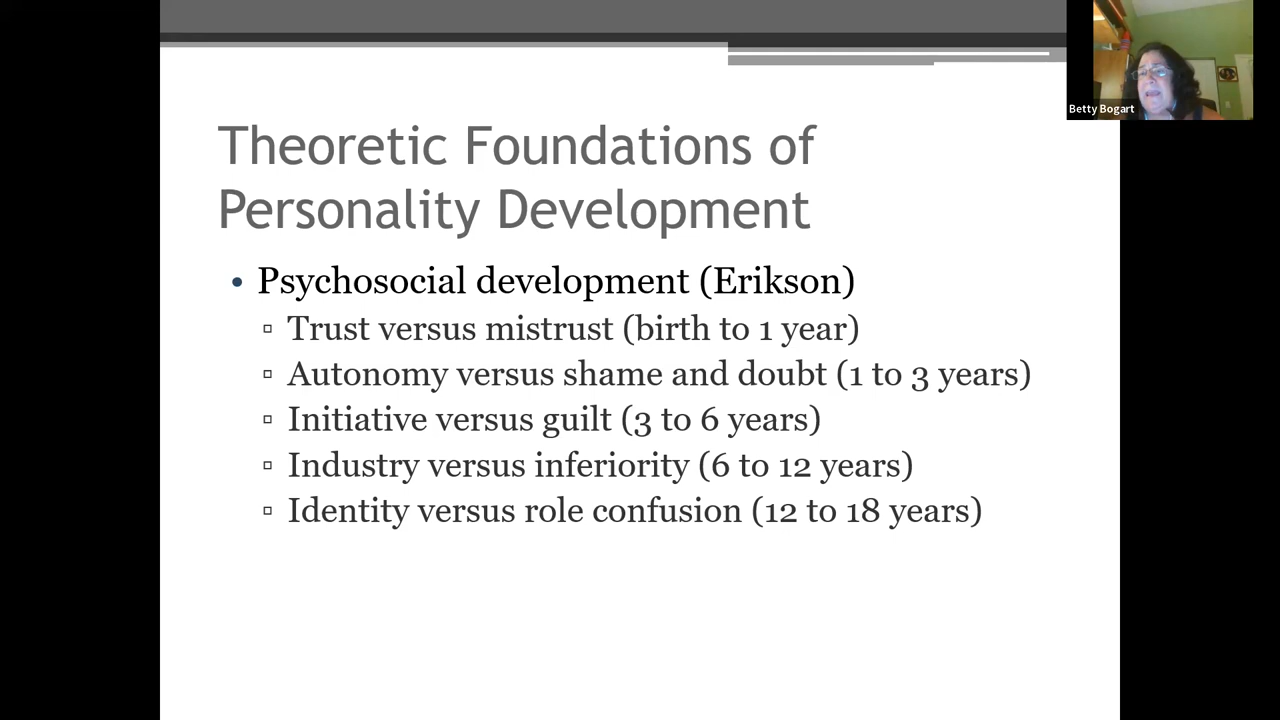 Theoretic Foundations of
Personality Development
• Psychosocial development (Erikson)
▫ Trust versus mistrust (birth to 1 year)
▫ Autonomy versus shame and doubt (1 to 3 years)
▫ Initiative versus guilt (3 to 6 years)
▫ Industry versus inferiority (6 to 12 years)
▫ Identity versus role confusion (12 to 18 years)
Betty Bogart